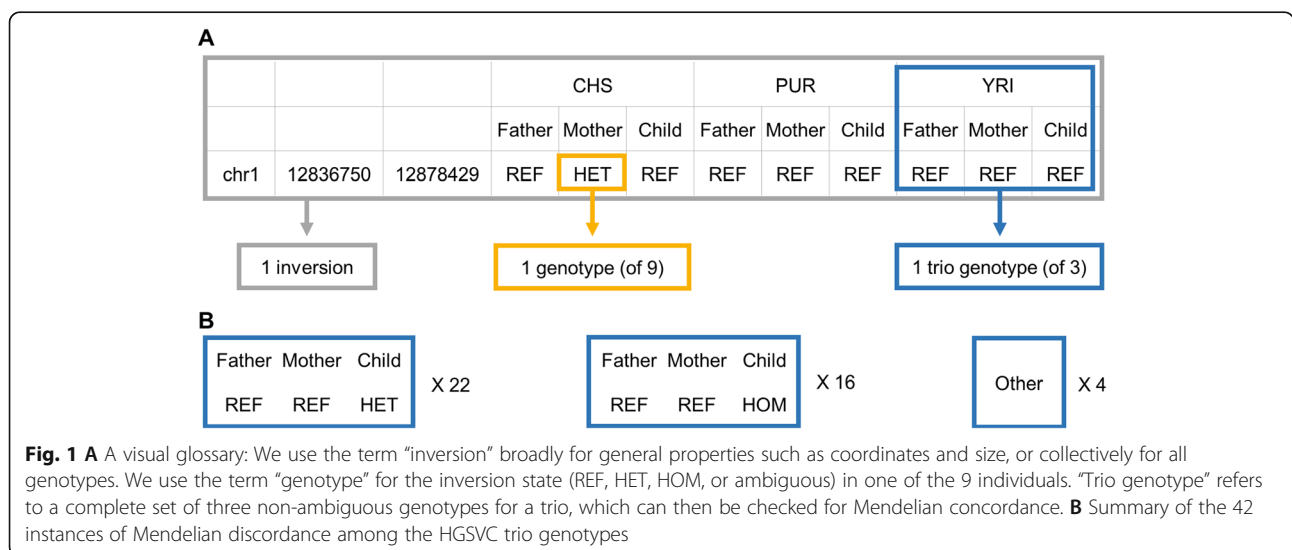 A
CHS PUR YRI
Father Mother Child Father Mother Child Father Mother Child
chr1 12836750 12878429 REF HET REF REF REF REF REF REF REF
1 inversion 1 genotype (of 9) 1 trio genotype (of 3)
B
Father Mother Child Father Mother Child
X 22 X 16 Other X 4
REF REF HET REF REF HOM
Fig. 1 A A visual glossary: We use the term “inversion” broadly for general properties such as coordinates and size, or collectively for all
genotypes. We use the term “genotype” for the inversion state (REF, HET, HOM, or ambiguous) in one of the 9 individuals. “Trio genotype” refers
to a complete set of three non-ambiguous genotypes for a trio, which can then be checked for Mendelian concordance. B Summary of the 42
instances of Mendelian discordance among the HGSVC trio genotypes